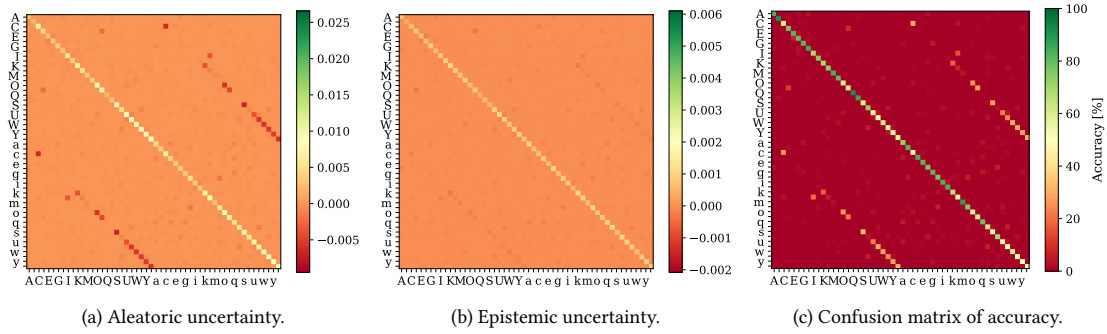 A C E G I K M O Q S U W Y a c e g i k m o q s u w y
A C E G I K M O Q S U W Y a c e g i k m o q s u w y
0.025
0.020
0.015
0.010
0.005
0.000
−0.005
(a) Aleatoric uncertainty.
A C E G I K M O Q S U W Y a c e g i k m o q s u w y
A C E G I K M O Q S U W Y a c e g i k m o q s u w y
0.006
0.005
0.004
0.003
0.002
0.001
0.000
−0.001
−0.002
(b) Epistemic uncertainty.
A C E G I K M O Q S U W Y a c e g i k m o q s u w y
A C E G I K M O Q S U W Y a c e g i k m o q s u w y
100
80
60
40
20
0
Accuracy [%]
(c) Confusion matrix of accuracy.